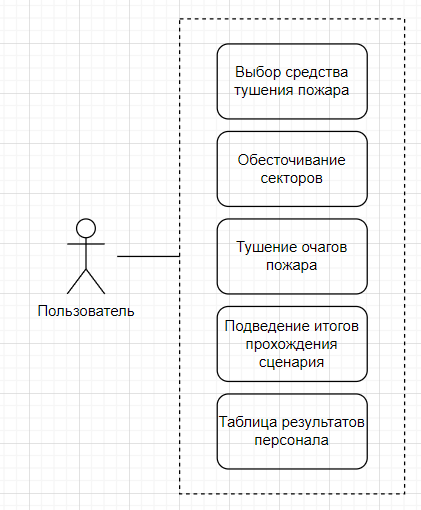 Выбор средства
тушения пожара
Обесточивание
секторов
Тушение очагов
пожара
Пользователь
Подведение итогов
прохождения
сценария
Таблица результатов
персонала